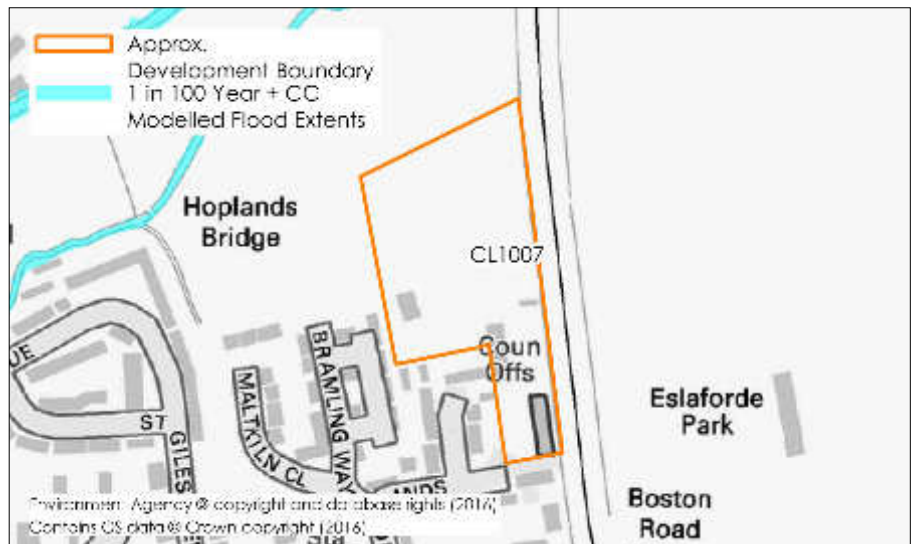 Approx.
Development Boundary
1 in 100 Year + CC
Modelled Flood Extents
Hoplands
Bridge
CL1007
Coun
Offs
Eslaforde
Park
BRAMLING WAY
MALTKILN CL
ST GILES
UE
ANDS
Boston
Road
Environment Agency © copyright and database rights (2016)
Contains OS data © Crown copyright (2016)